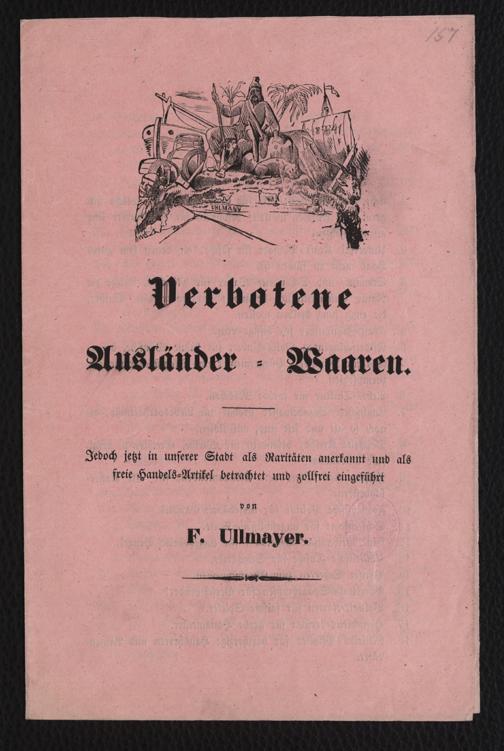 157
UHLMANN
Verbotene
Ausländer - Waaren.
Jedoch jetzt in unserer Stadt als Raritäten anerkannt und als
freie Handels-Artikel betrachtet und zollfrei eingeführt
von
F. Ullmayer.